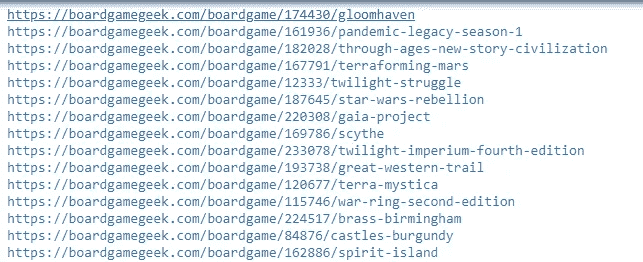 https://boardgamegeek.com/boardgame/174430/gloomhaven
https://boardgamegeek.com/boardgame/161936/pandemic-legacy-season-1
https://boardgamegeek.com/boardgame/182028/through-ages-new-story-civilization
https://boardgamegeek.com/boardgame/167791/terraforming-mars
https://boardgamegeek.com/boardgame/12333/twilight-struggle
https://boardgamegeek.com/boardgame/187645/star-wars-rebellion
https://boardgamegeek.com/boardgame/220308/gaia-project
https://boardgamegeek.com/boardgame/169786/scythe
https://boardgamegeek.com/boardgame/233078/twilight-imperium-fourth-edition
https://boardgamegeek.com/boardgame/193738/great-western-trail
https://boardgamegeek.com/boardgame/120677/terra-mystica
https://boardgamegeek.com/boardgame/115746/war-ring-second-edition
https://boardgamegeek.com/boardgame/224517/brass-birmingham
https://boardgamegeek.com/boardgame/84876/castles-burgundy
https://boardgamegeek.com/boardgame/162886/spirit-island